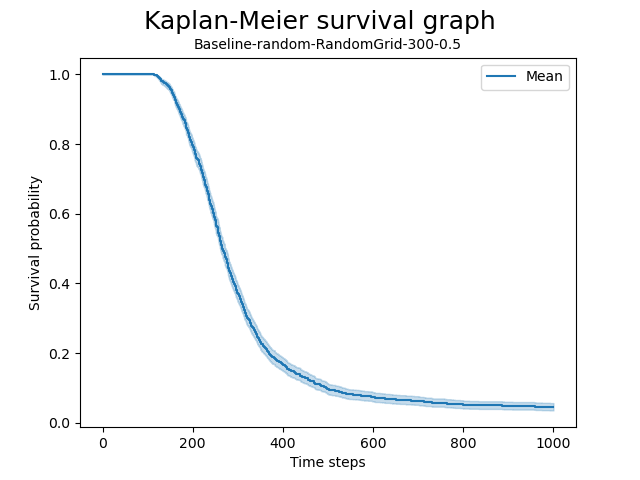 Kaplan-Meier survival graph
Baseline-random-RandomGrid-300-0.5
Mean
Survival probability
1.0
0.8
0.6
0.4
0.2
0.0
0 200 400 600 800 1000
Time steps